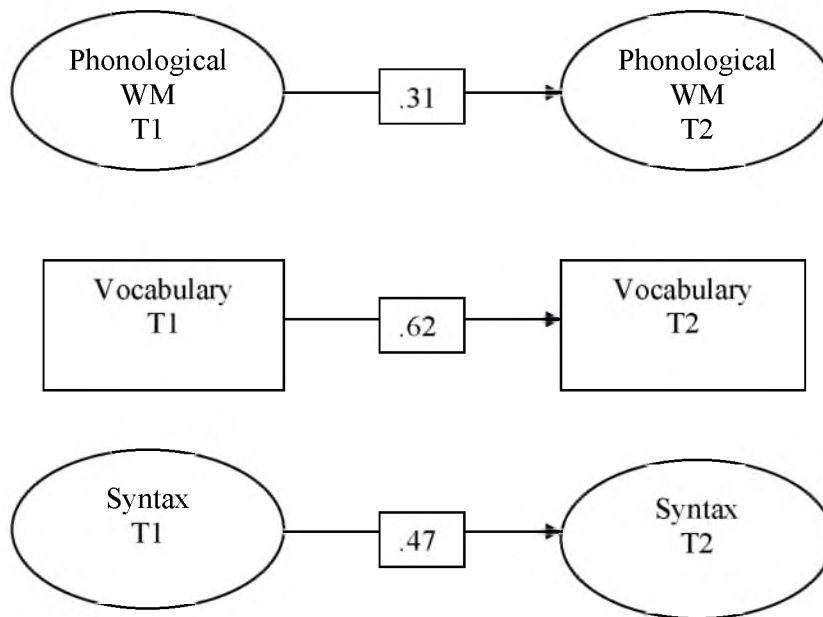 Phonological
WM
T1
.31
Phonological
WM
T2
Vocabulary
T1
.62
Vocabulary
T2
Syntax
T1
.47
Syntax
T2